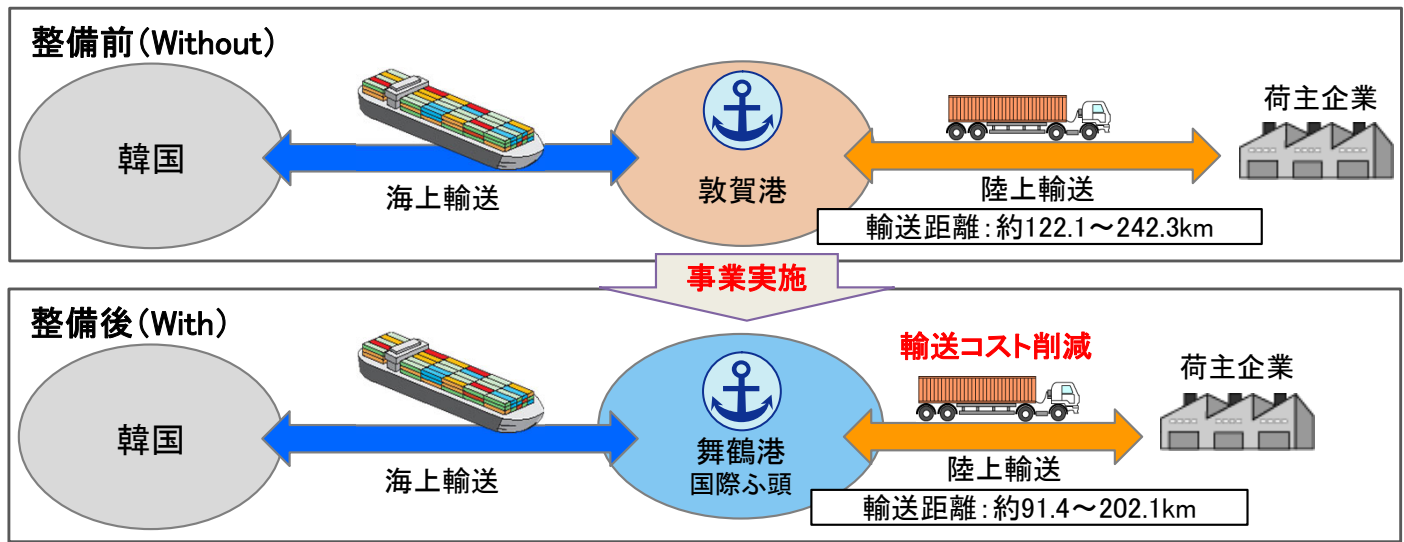 整備前(Without)
韓国
海上輸送
敦賀港
陸上輸送
荷主企業
輸送距離:約122.1～242.3km
事業実施
整備後(With)
韓国
海上輸送
舞鶴港
国際ふ頭
輸送コスト削減
陸上輸送
荷主企業
輸送距離:約91.4～202.1km